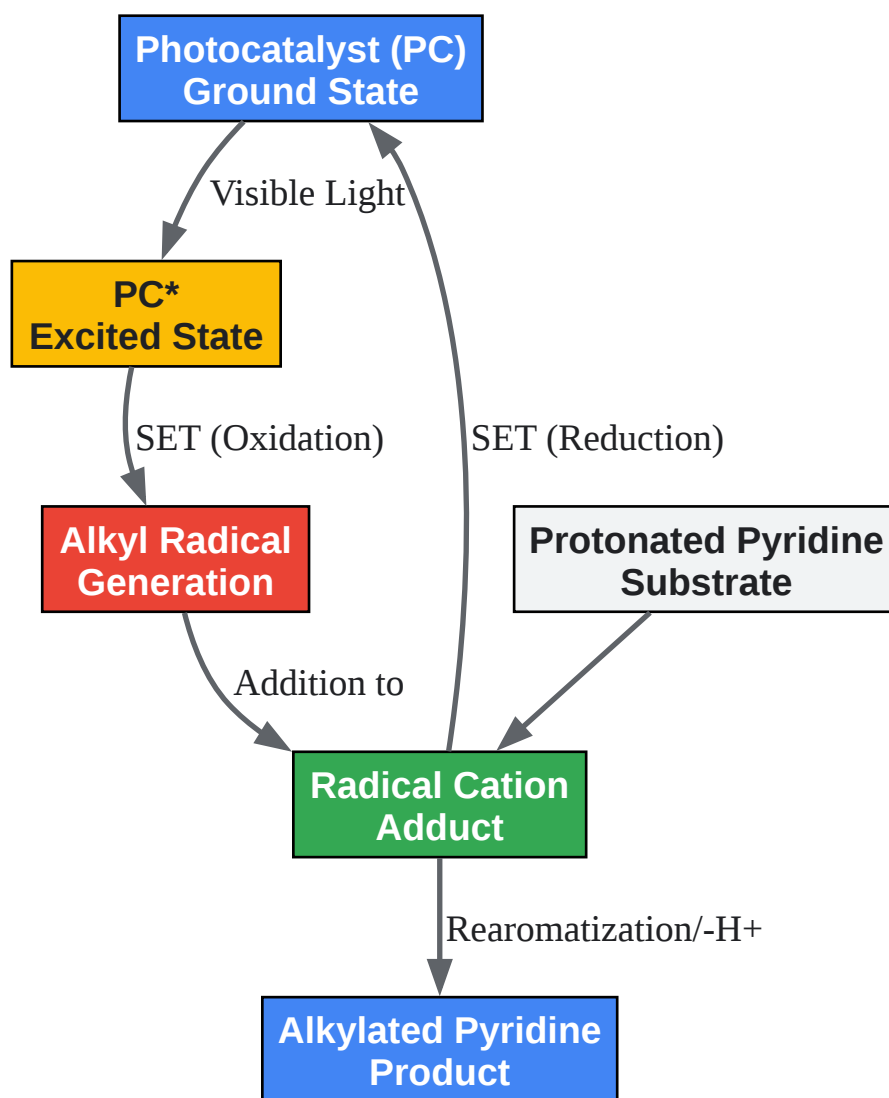 Photocatalyst (PC)
Ground State
Visible Light
PC*
Excited State
SET (Oxidation)
SET (Reduction)
Alkyl Radical
Generation
Protonated Pyridine
Substrate
Addition to
Radical Cation
Adduct
Rearomatization/-H+
Alkylated Pyridine
Product